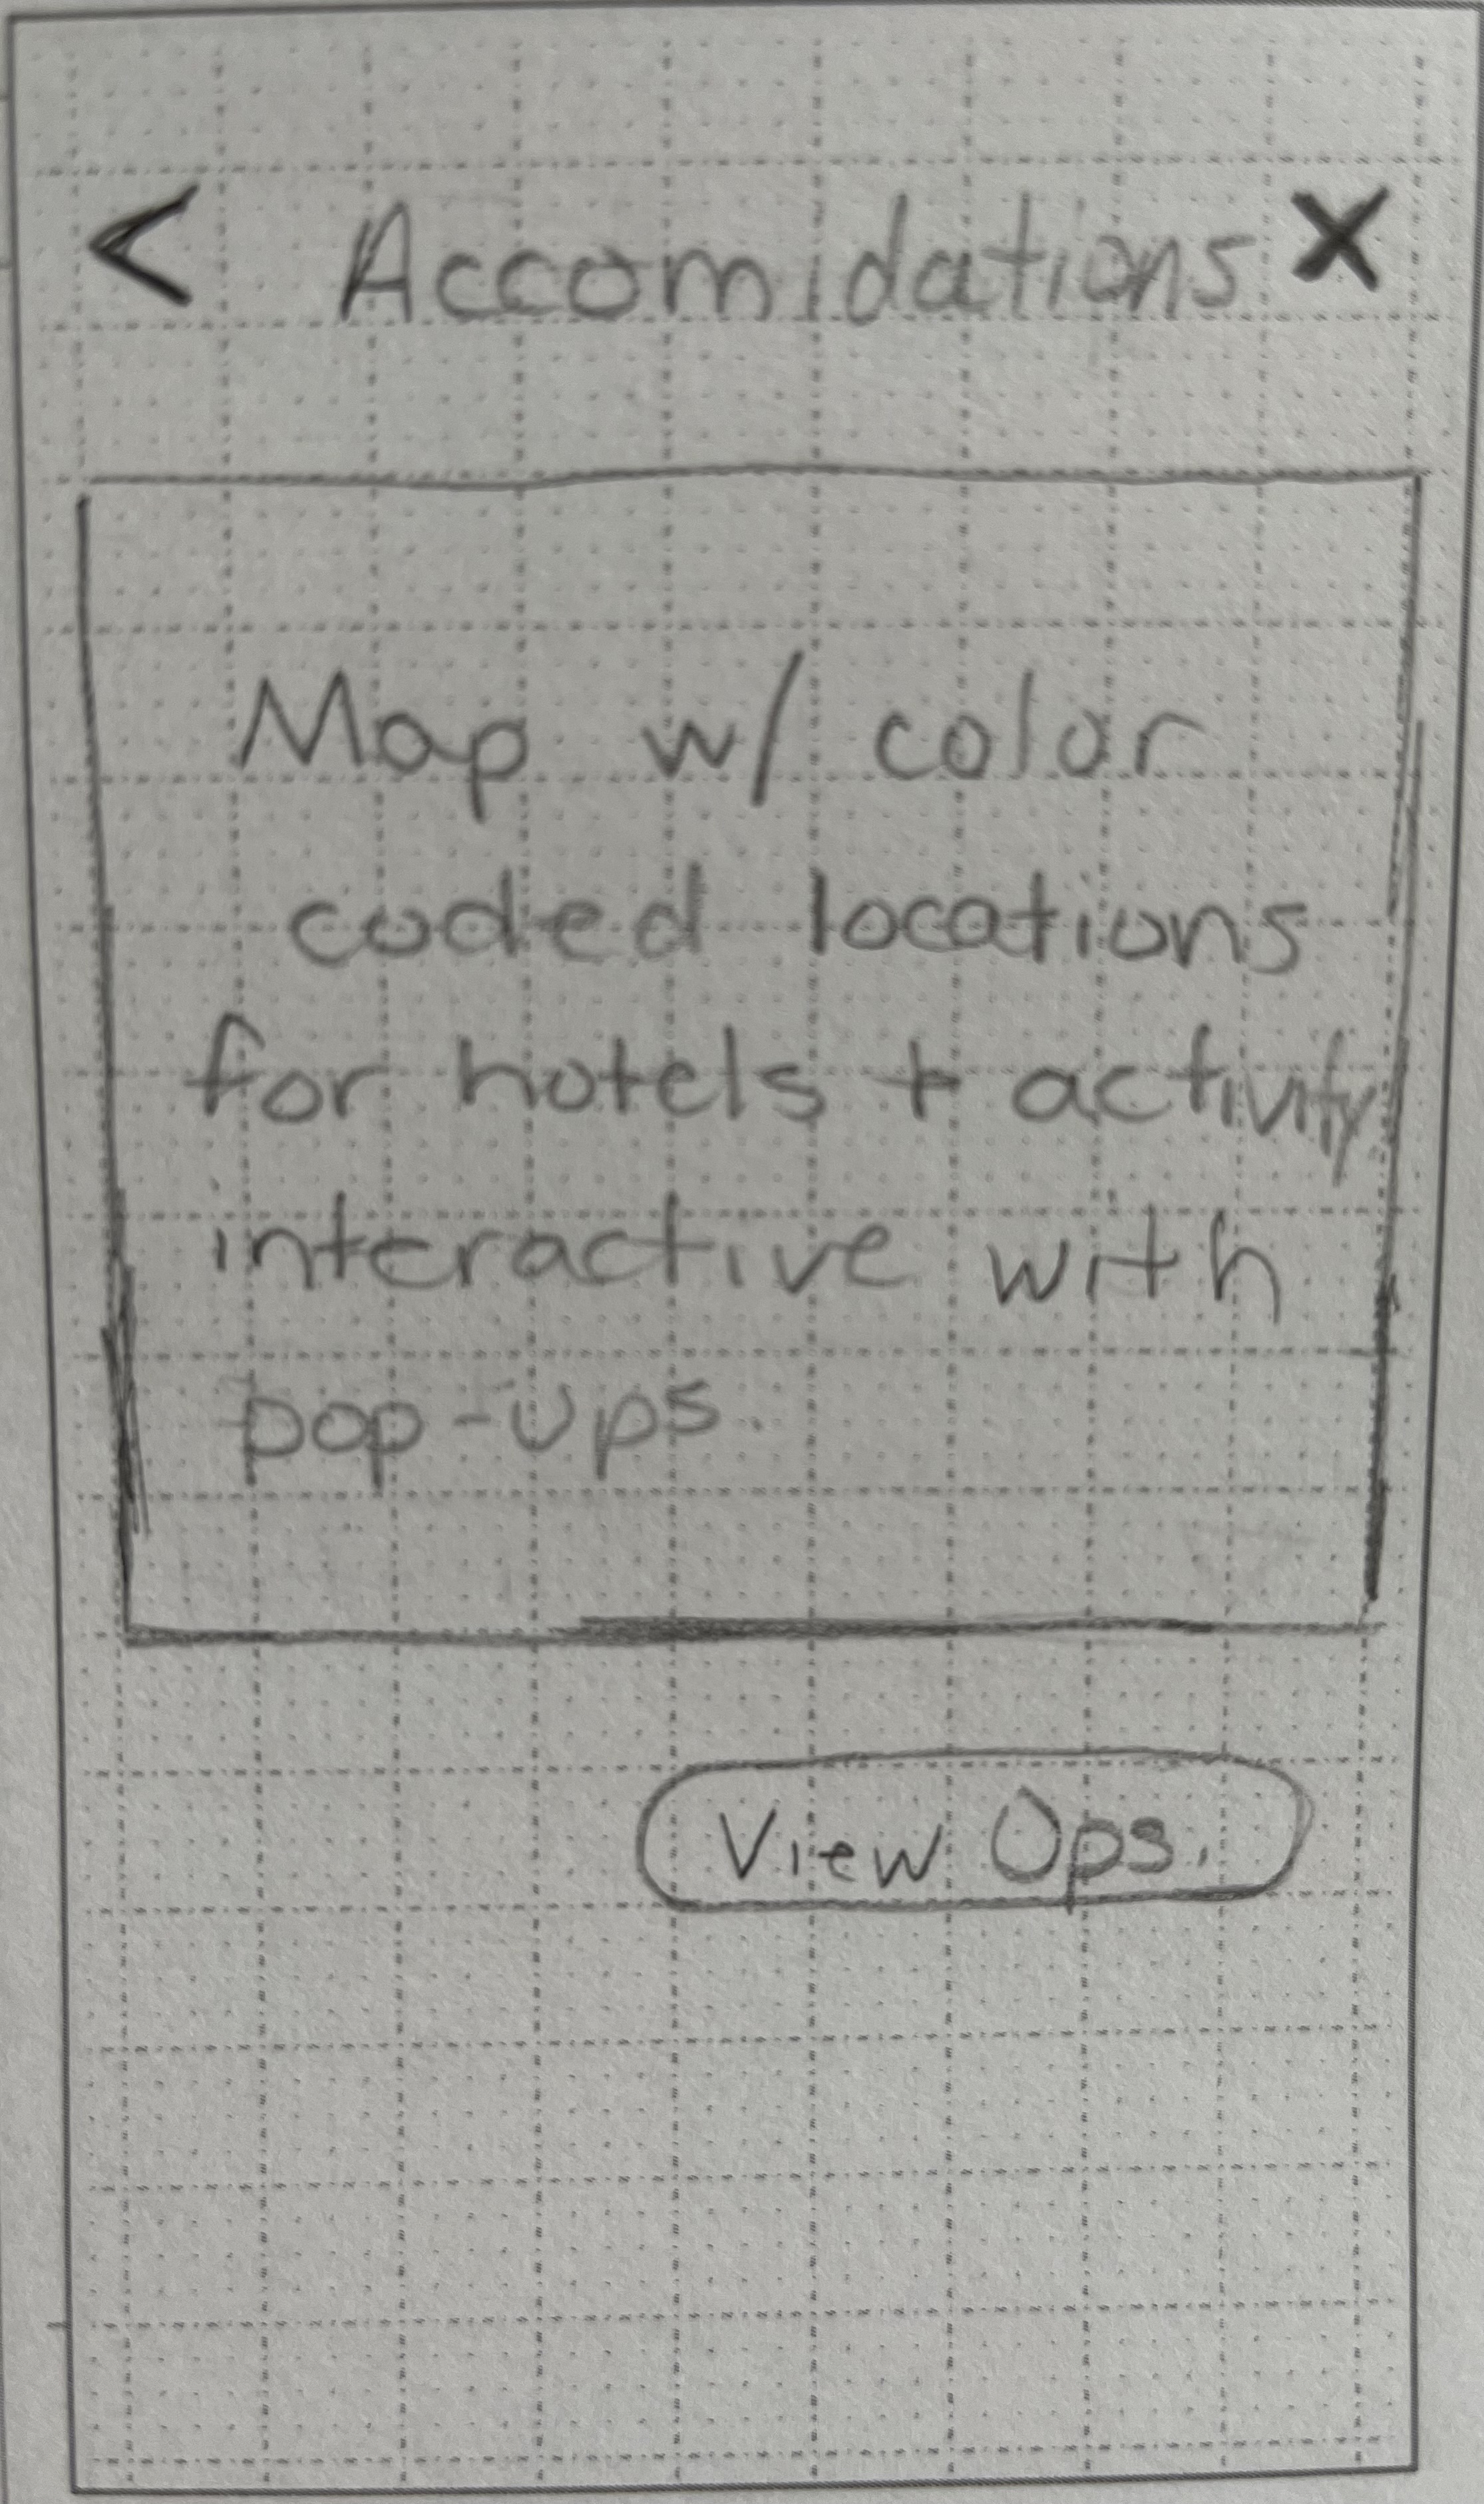 < Accomidations X
Map w/ color
coded locations
for hotels + activity
interactive with
pop-ups.
View Ops.